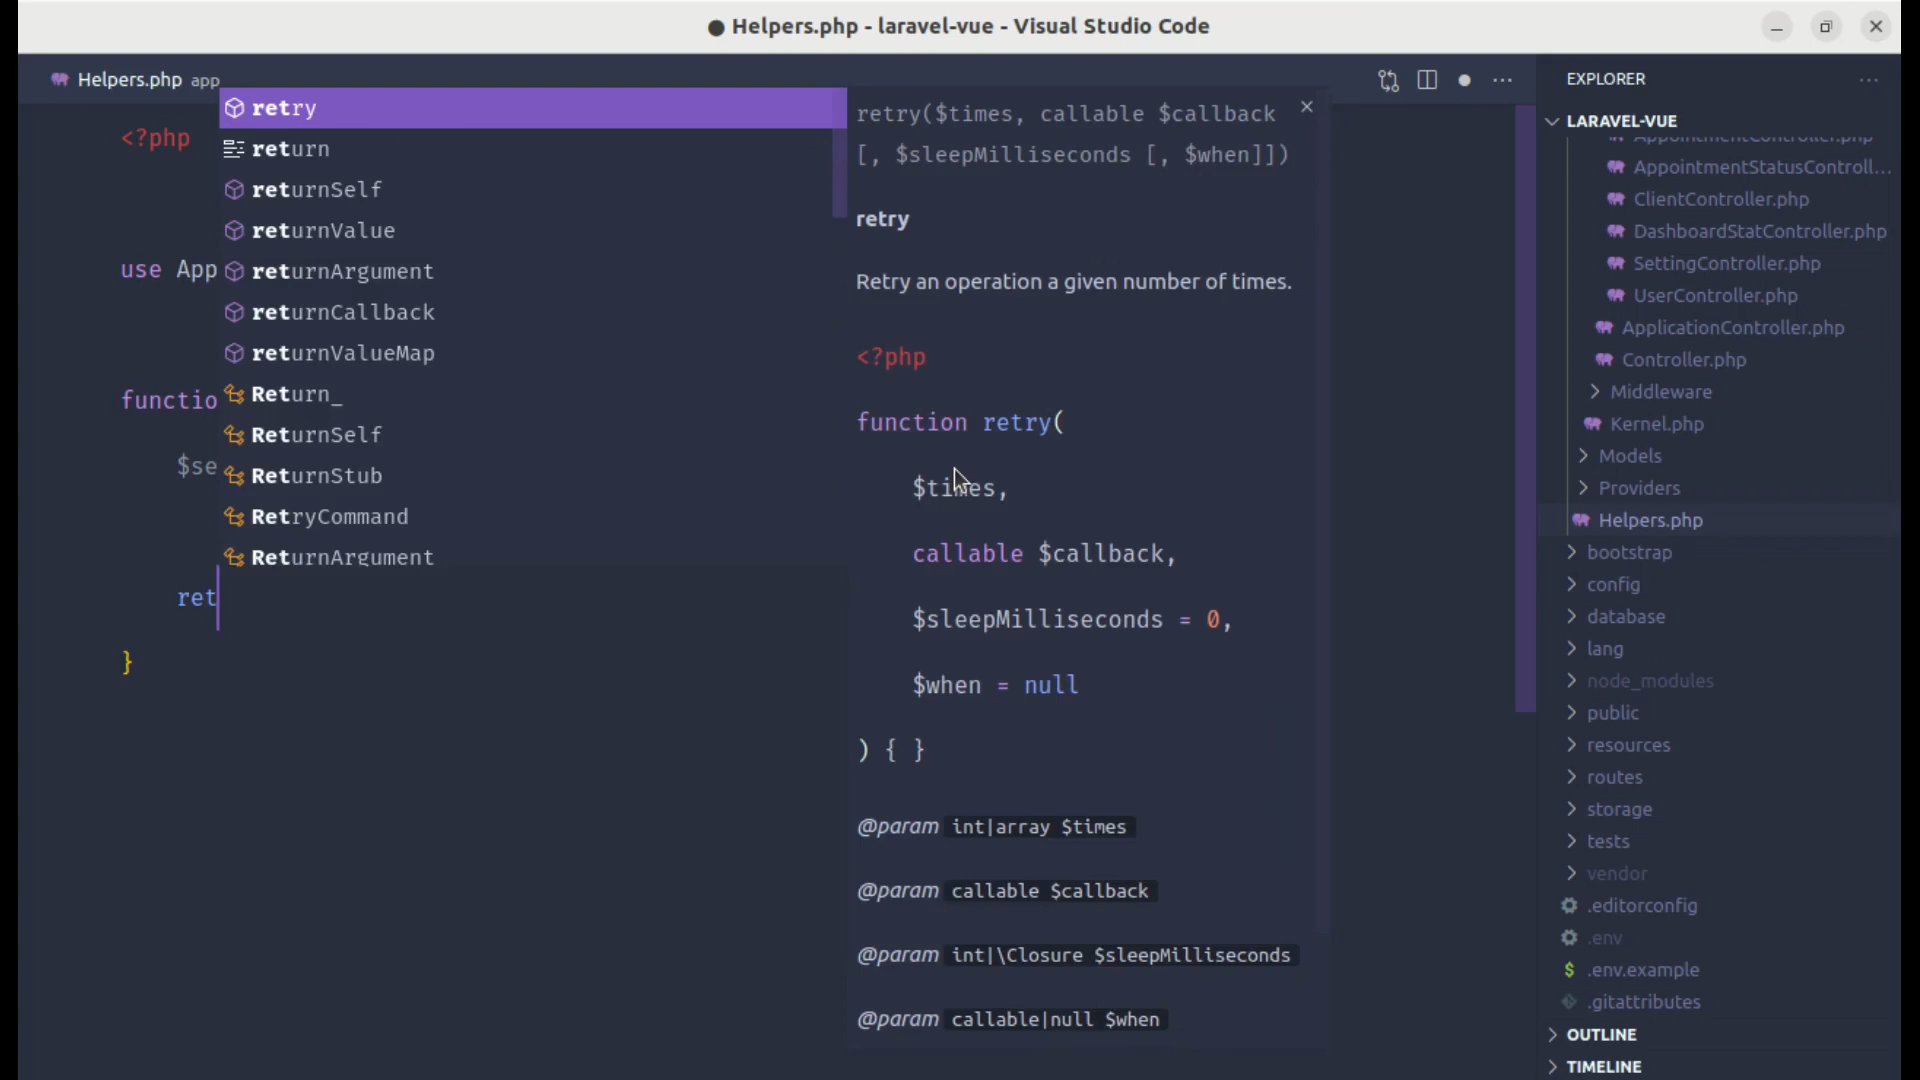 Helpers.php - laravel-vue - Visual Studio Code
Helpers.php app
<?php
use App
functio
$se
ret
}
retry
return
returnSelf
returnValue
returnArgument
returnCallback
returnValueMap
Return_
ReturnSelf
ReturnStub
RetryCommand
ReturnArgument
retry($times, callable $callback
[, $sleepMilliseconds [, $when]])
retry
Retry an operation a given number of times.
<?php
function retry(
$times,
callable $callback,
$sleepMilliseconds = 0,
$when = null
) { }
@param int|array $times
@param callable $callback
@param int|\Closure $sleepMilliseconds
@param callable|null $when
EXPLORER
LARAVEL-VUE
AppointmentController.php
AppointmentStatusControll...
ClientController.php
DashboardStatController.php
SettingController.php
UserController.php
ApplicationController.php
Controller.php
Middleware
Kernel.php
Models
Providers
Helpers.php
bootstrap
config
database
lang
node_modules
public
resources
routes
storage
tests
vendor
.editorconfig
.env
$ .env.example
.gitattributes
OUTLINE
TIMELINE